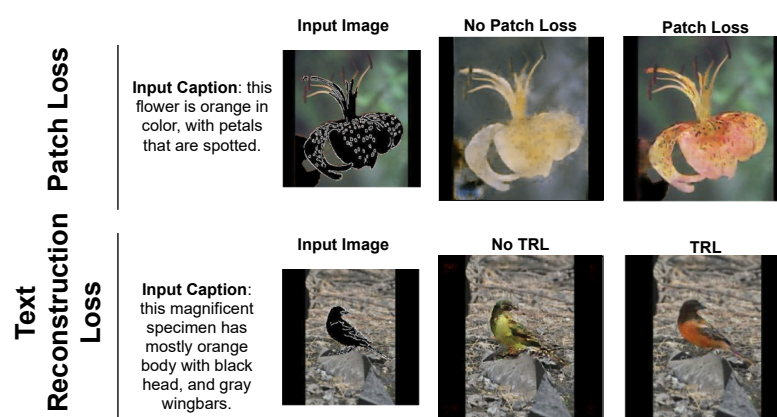 Patch Loss
Input Caption: this
flower is orange in
color, with petals
that are spotted.
Input Image
No Patch Loss
Patch Loss
Text
Reconstruction
Loss
Input Caption:
this magnificent
specimen has
mostly orange
body with black
head, and gray
wingbars.
Input Image
No TRL
TRL